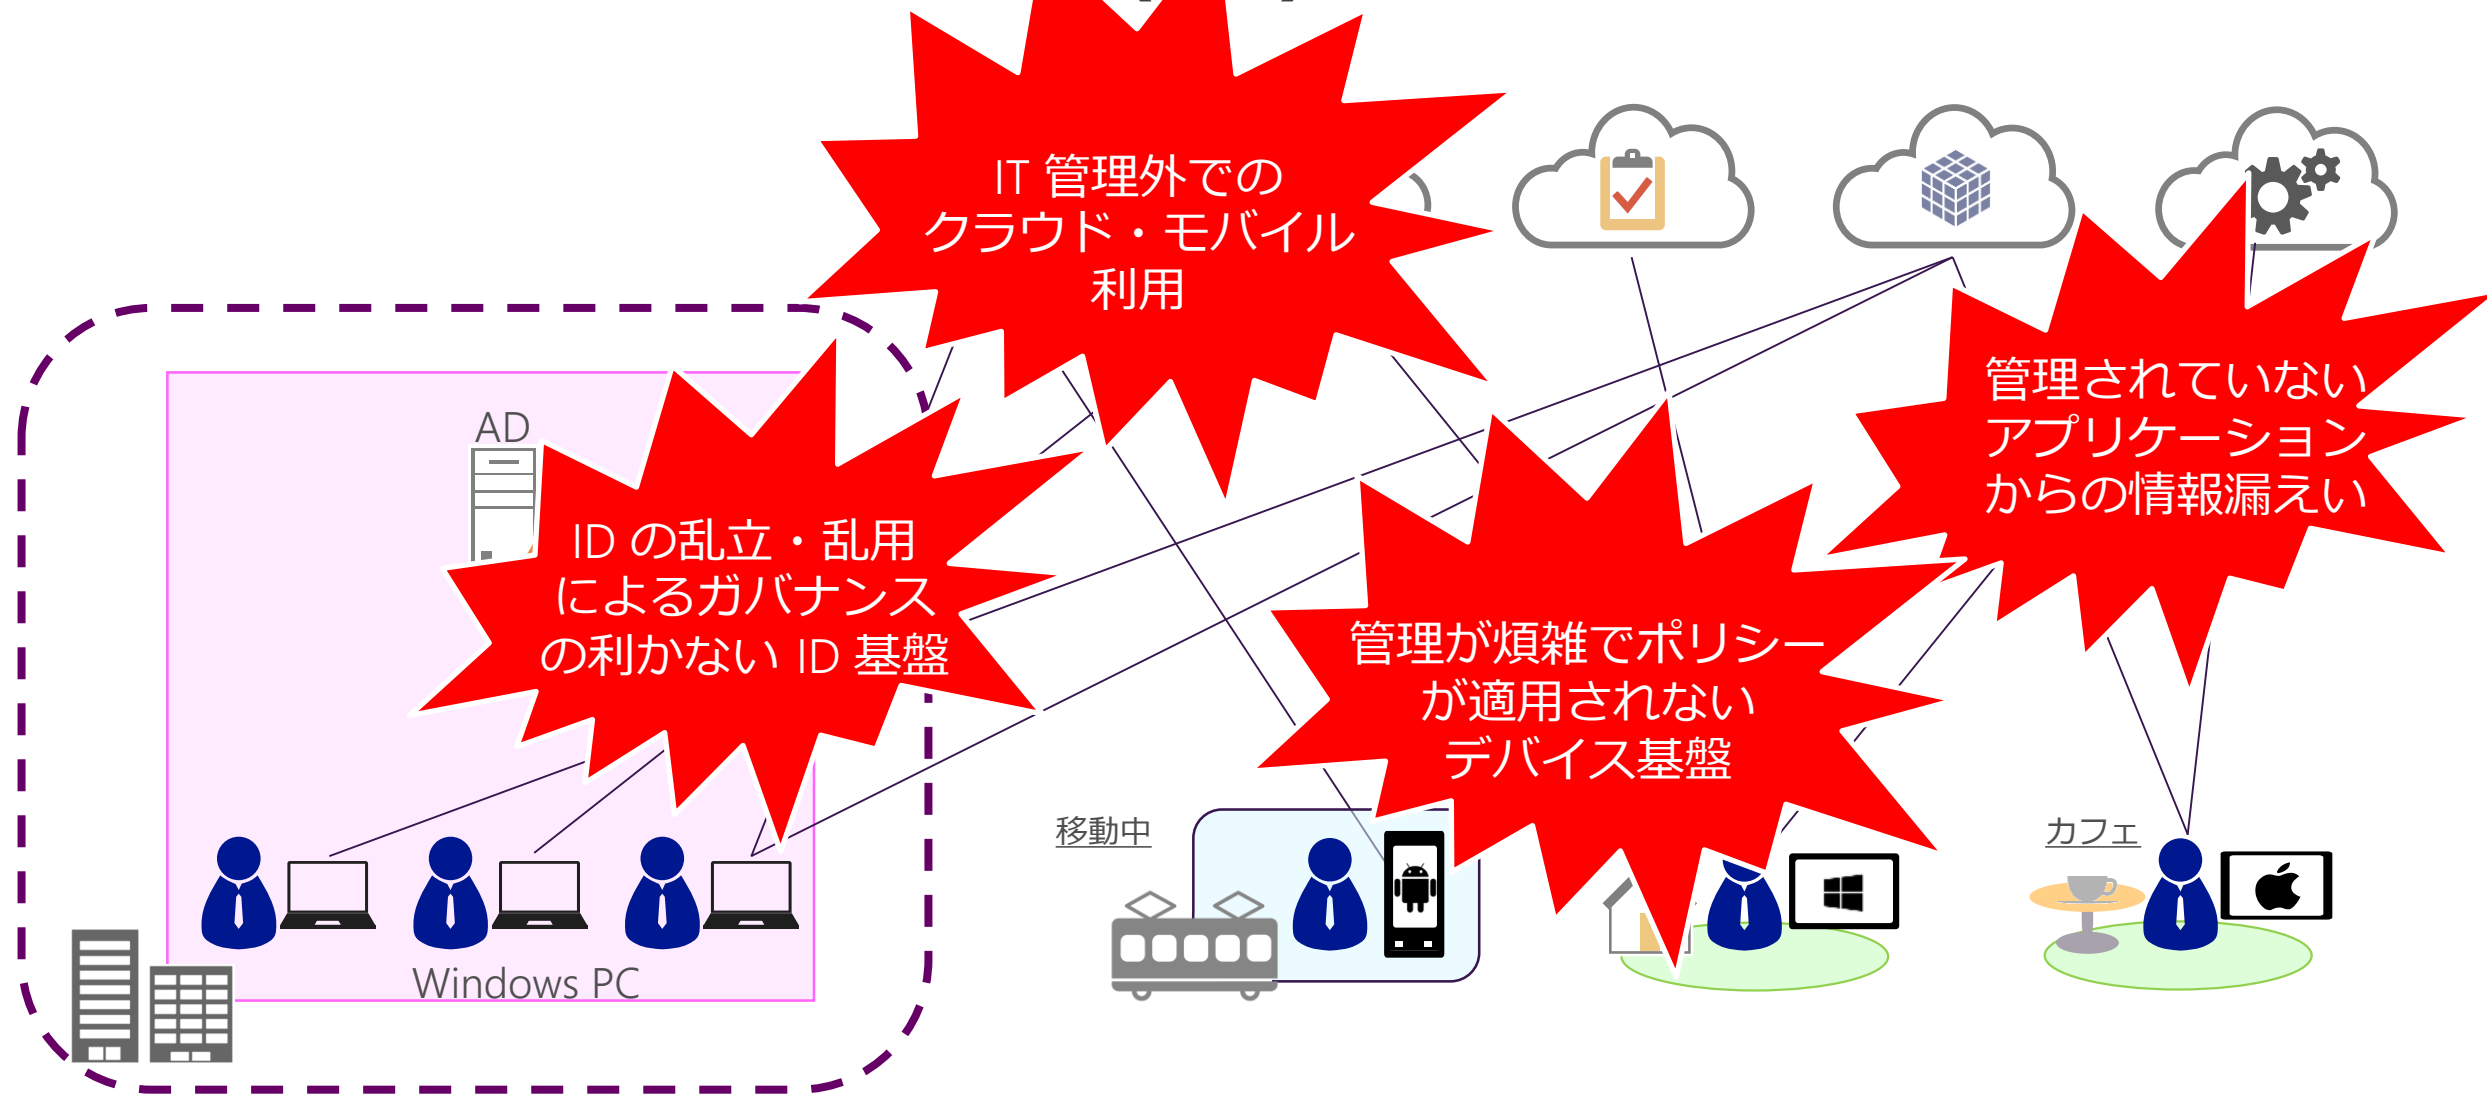 IT 管理外での
クラウド・モバイル
利用
管理されていない
アプリケーション
からの情報漏えい
AD
ID の乱立・乱用
によるガバナンス
の利かない ID 基盤
管理が煩雑でポリシー
が適用されない
デバイス基盤
移動中
カフェ
Windows PC